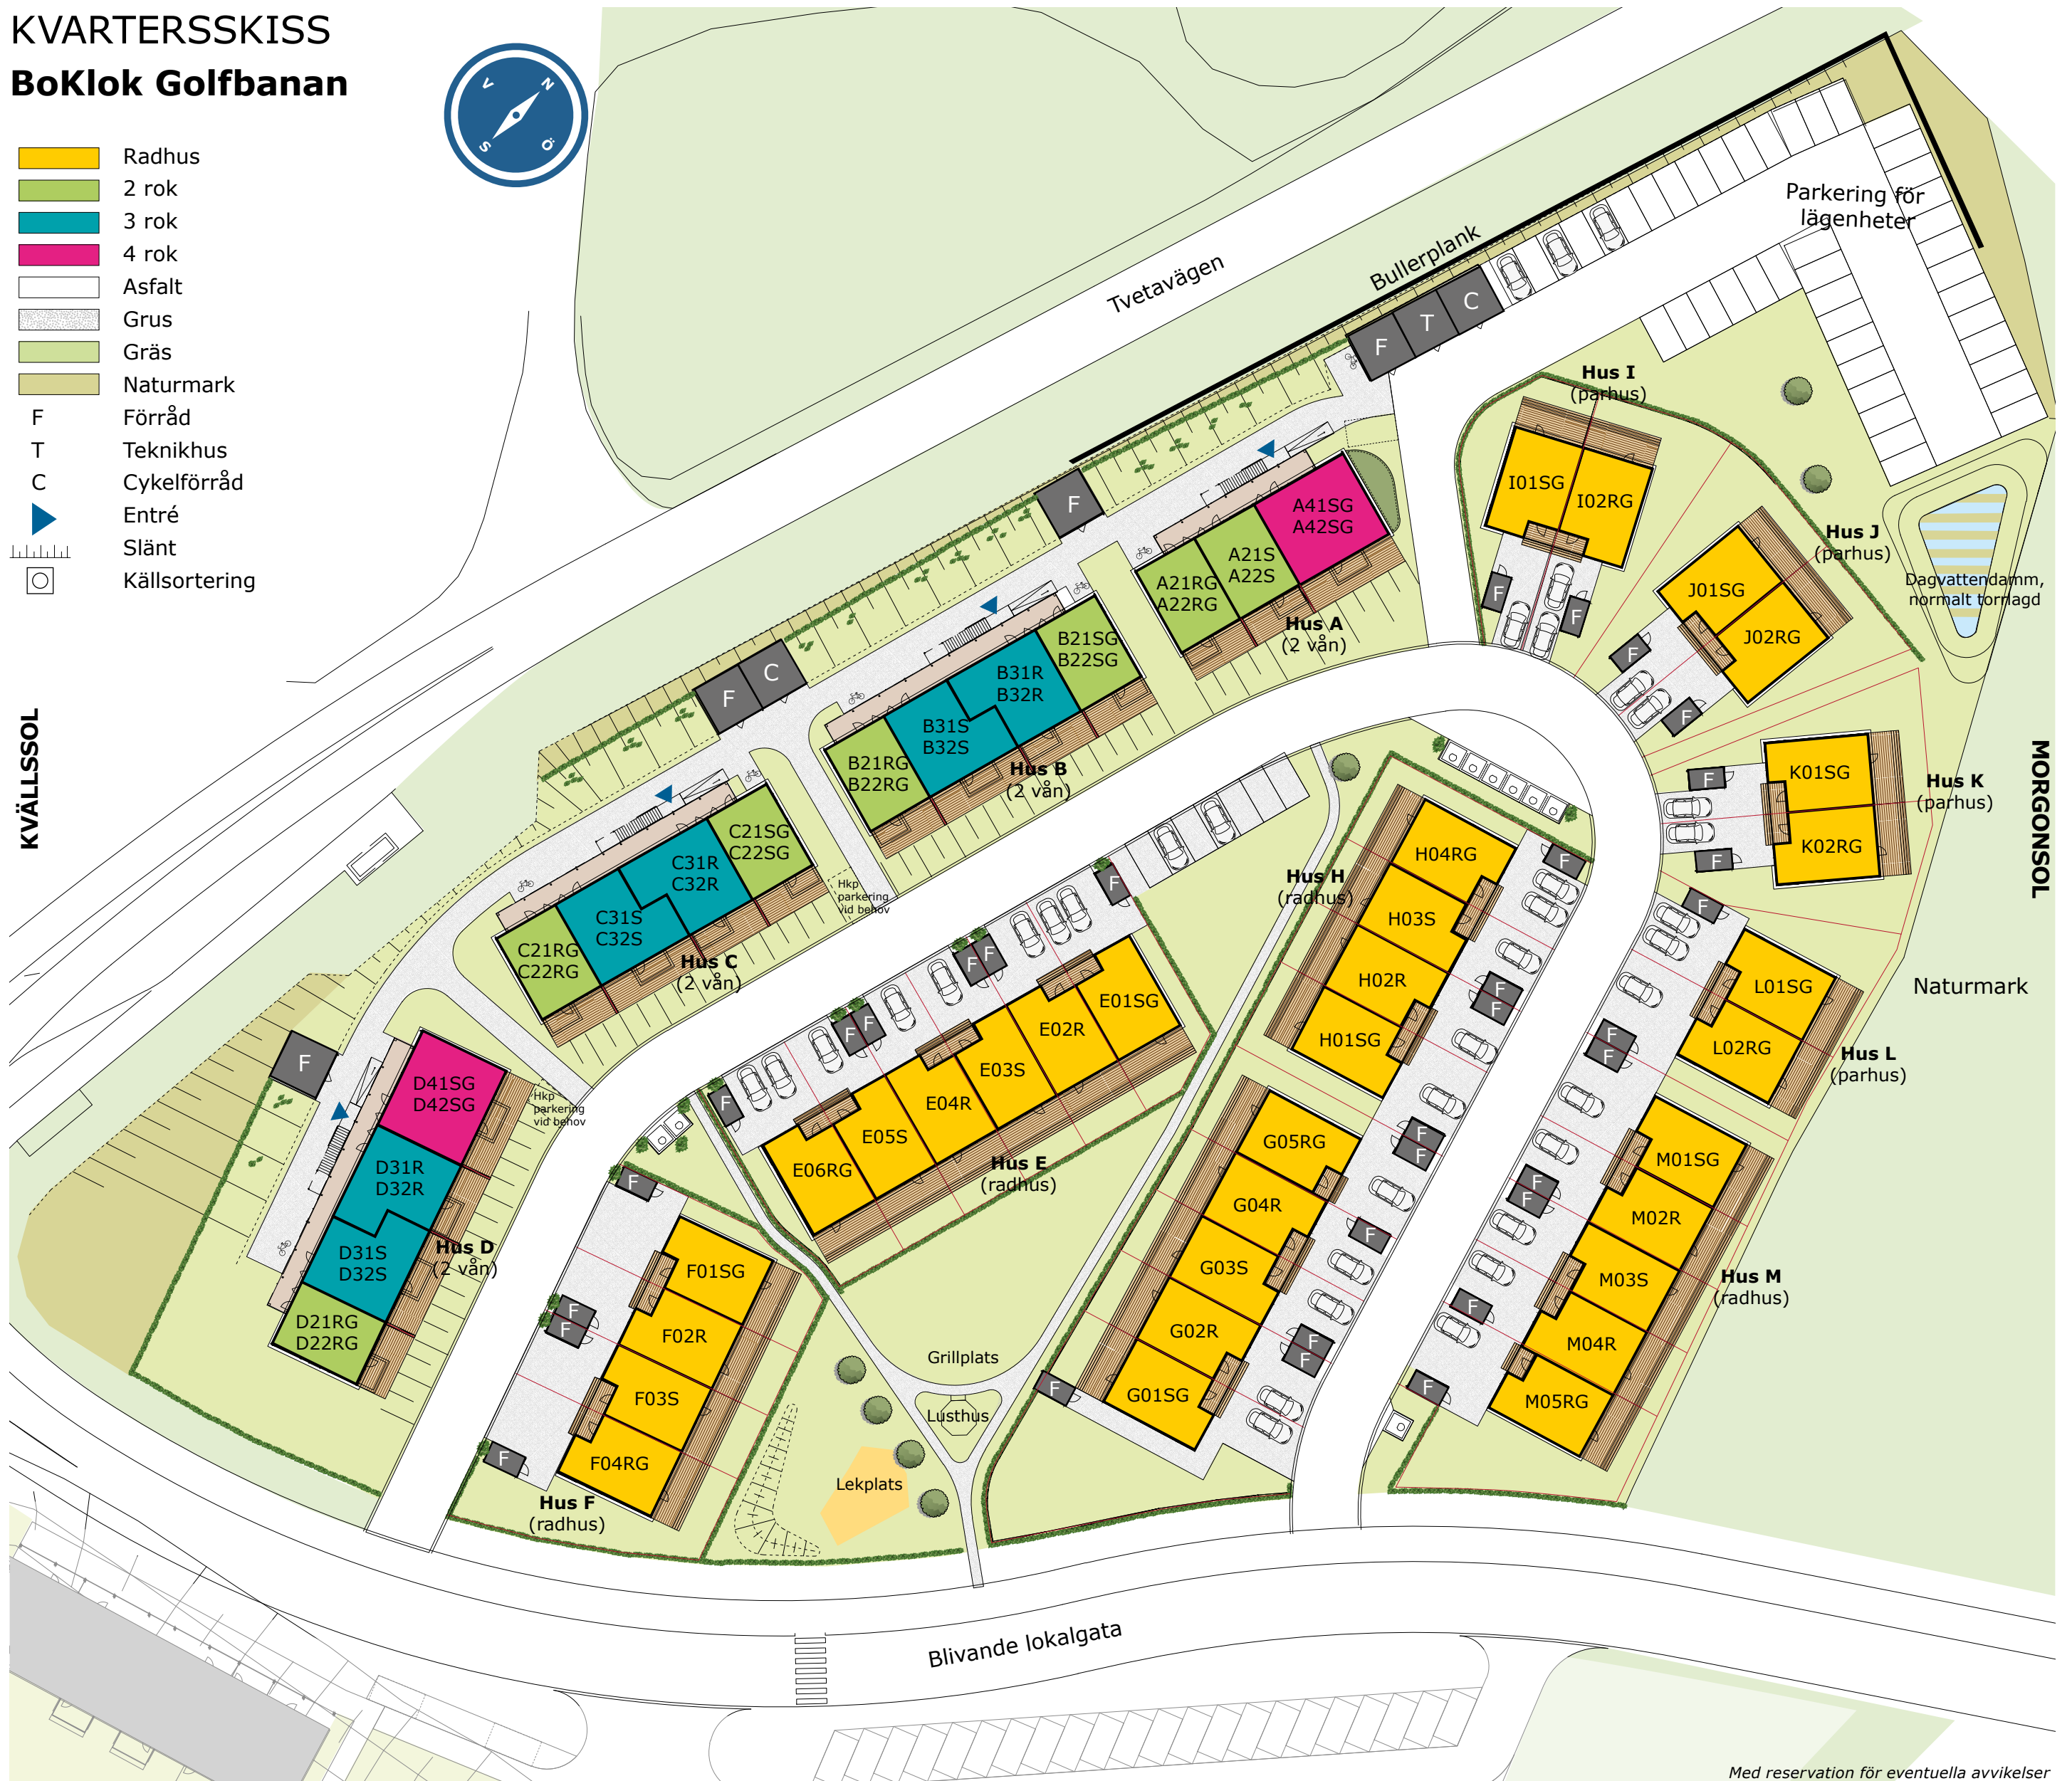 KVARTERSSKISS
BoKlok Golfbanan
V
N
S
Ö
Radhus
2 rok
3 rok
4 rok
Asfalt
Grus
Gräs
Naturmark
F
Förråd
T
Teknikhus
C
Cykelförråd
Entré
Slänt
Källsortering
Tvetavägen
Bullerplank
Parkering för
lägenheter
F
T
C
F
F
C
F
KVÄLLSSOL
MORGONSOL
A41SG
A42SG
A21S
A22S
A21RG
A22RG
Hus A
(2 vån)
B21SG
B22SG
B31R
B32R
B31S
B32S
B21RG
B22RG
Hus B
(2 vån)
C21SG
C22SG
C31R
C32R
C31S
C32S
C21RG
C22RG
Hus C
(2 vån)
Hkp
parkering
vid behov
D41SG
D42SG
D31R
D32R
D31S
D32S
D21RG
D22RG
Hus D
(2 vån)
Hkp
parkering
vid behov
E01SG
E02R
E03S
E04R
E05S
E06RG
Hus E
(radhus)
F
F
F
F
F
F
F01SG
F02R
F03S
F04RG
Hus F
(radhus)
F
F
F
F
G05RG
G04R
G03S
G02R
G01SG
F
F
F
F
F
F
H04RG
H03S
H02R
H01SG
Hus H
(radhus)
F
F
F
Hus I
(parhus)
I01SG
I02RG
F
F
Hus J
(parhus)
J01SG
J02RG
F
F
Dagvattendamm,
normalt torrlagd
K01SG
K02RG
Hus K
(parhus)
F
F
L01SG
L02RG
Hus L
(parhus)
F
F
F
Naturmark
M01SG
M02R
M03S
M04R
M05RG
Hus M
(radhus)
F
F
F
F
Grillplats
Lusthus
Lekplats
Blivande lokalgata
Med reservation för eventuella avvikelser